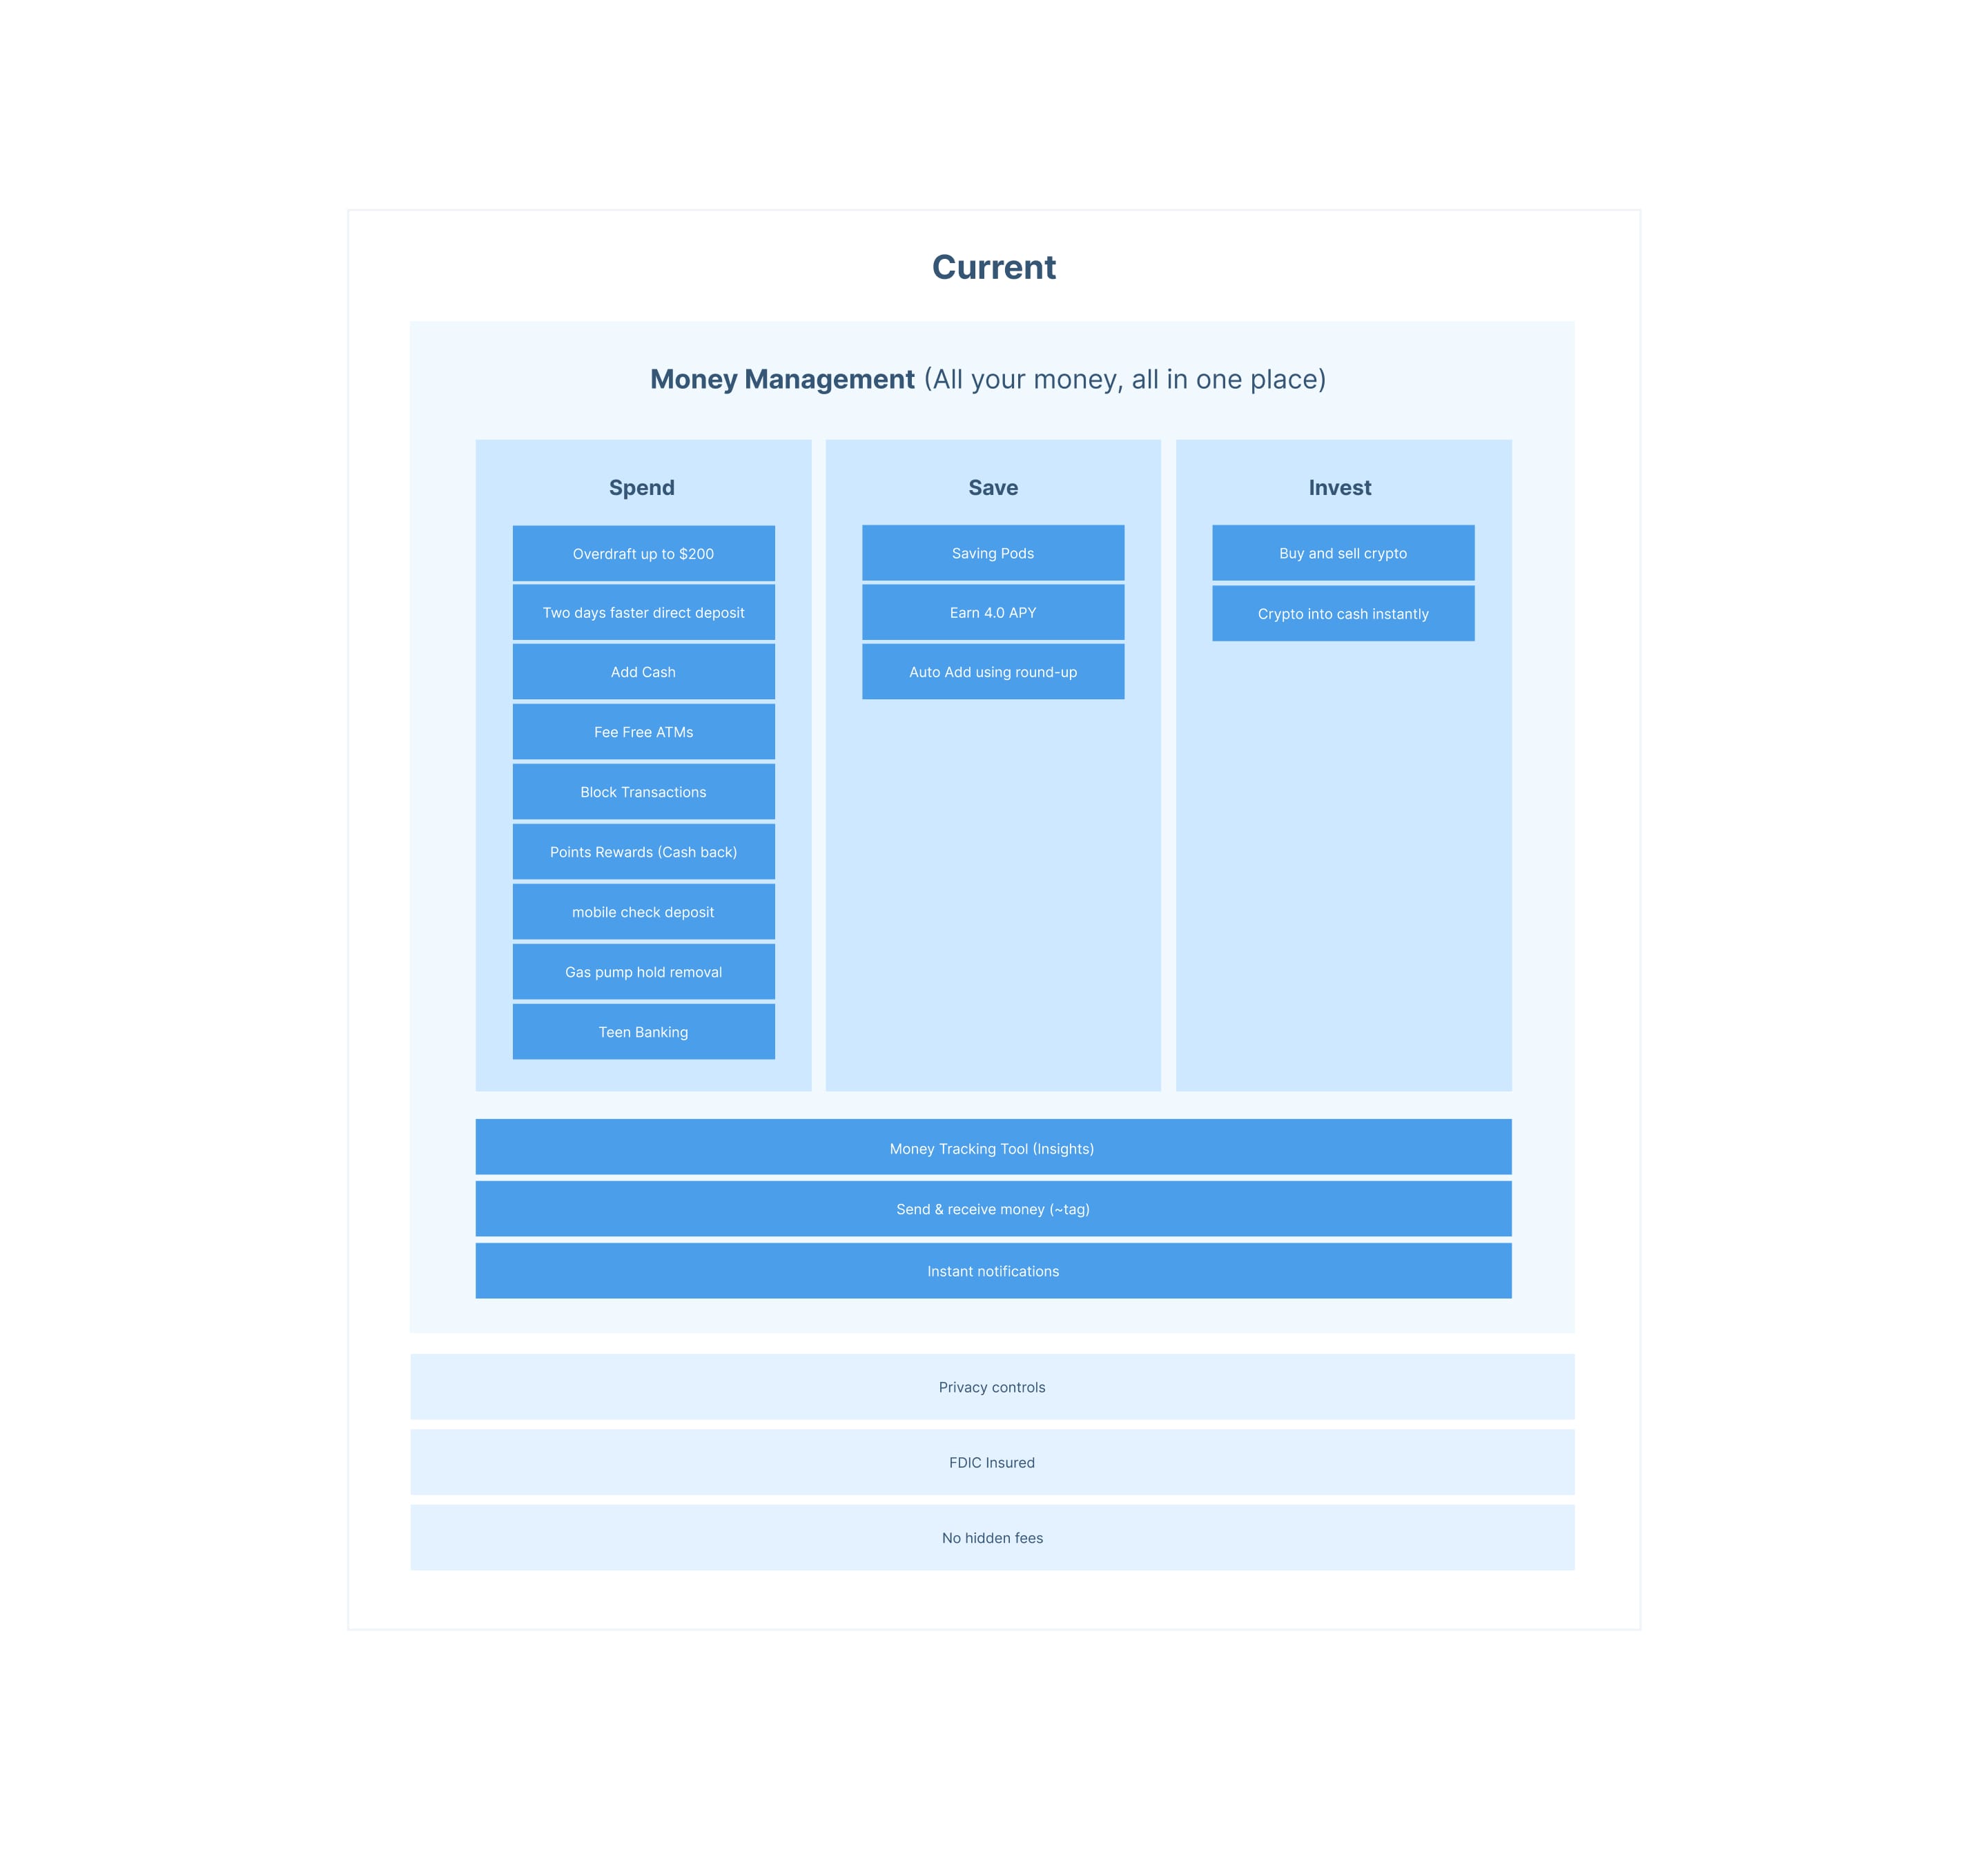 Current
Money Management (All your money, all in one place)
Spend
Overdraft up to $200
Two days faster direct deposit
Add Cash
Fee Free ATMs
Block Transactions
Points Rewards (Cash back)
mobile check deposit
Gas pump hold removal
Teen Banking
Save
Saving Pods
Earn 4.0 APY
Auto Add using round-up
Invest
Buy and sell crypto
Crypto into cash instantly
Money Tracking Tool (Insights)
Send & receive money (~tag)
Instant notifications
Privacy controls
FDIC Insured
No hidden fees